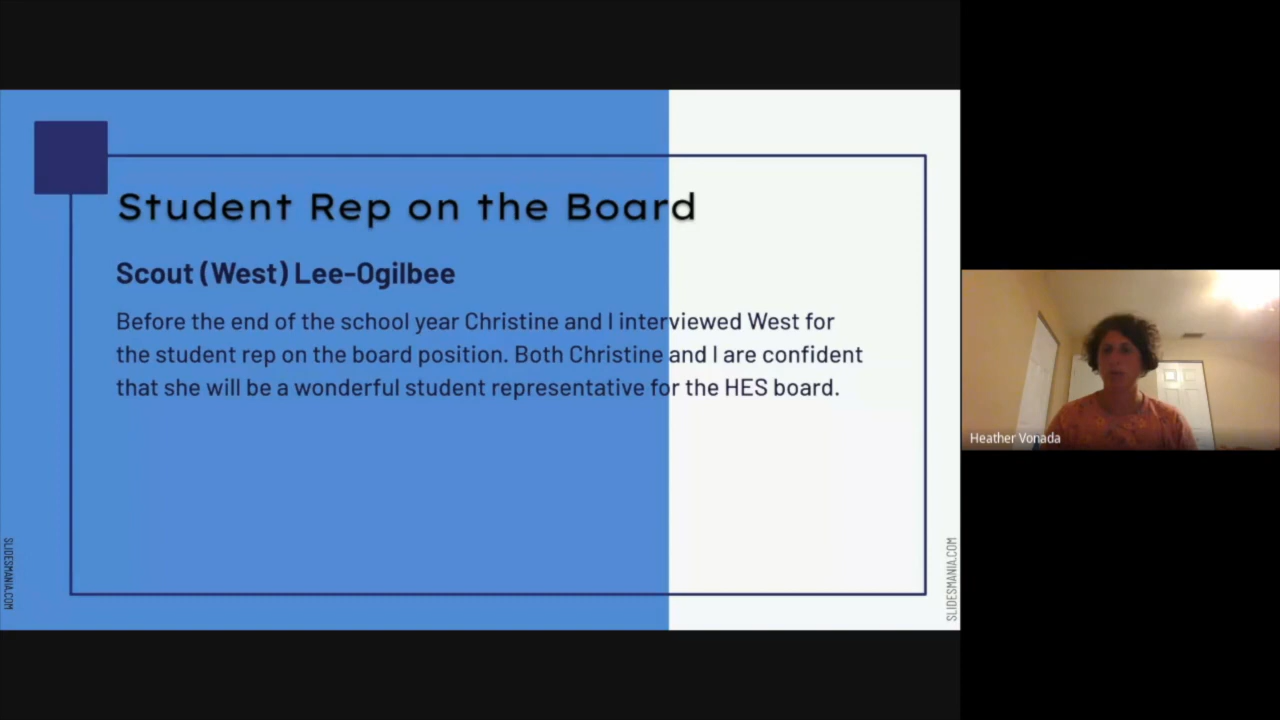 Student Rep on the Board
Scout (West) Lee-Ogilbee
Before the end of the school year Christine and I interviewed West for
the student rep on the board position. Both Christine and I are confident
that she will be a wonderful student representative for the HES board.
SLIDESMANIA.COM
SLIDESMANIA.COM
Heather Vonada